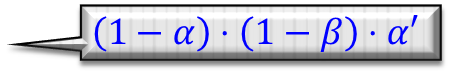 (1 − α) · (1 − β) · α′